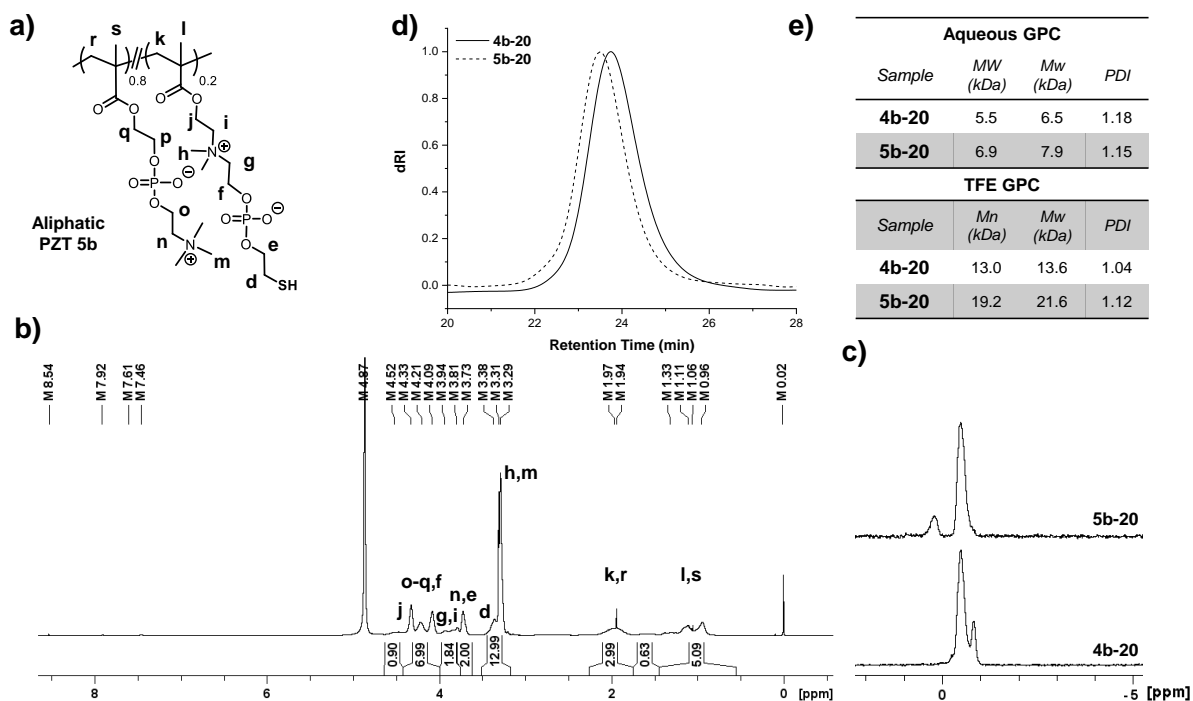 a)
r
s
k
l
0.8
0.2
O
O
O
O
q
p
j
i
h
N
⊕
g
f
O
O
O=P–O
⊖
O=P–O
⊖
O
O
o
e
n
N
⊕
m
d
SH
Aliphatic
PZT 5b
d)
4b-20
5b-20
dRI
1.0
0.8
0.6
0.4
0.2
0.0
20
22
24
26
28
Retention Time (min)
e)
Aqueous GPC
Sample MW (kDa) Mw (kDa) PDI
4b-20 5.5 6.5 1.18
5b-20 6.9 7.9 1.15
TFE GPC
Sample Mn (kDa) Mw (kDa) PDI
4b-20 13.0 13.6 1.04
5b-20 19.2 21.6 1.12
b)
M 8.54
M 7.92
M 7.61
M 7.46
M 4.87
M 4.52
M 4.33
M 4.21
M 4.09
M 3.94
M 3.81
M 3.73
M 3.38
M 3.31
M 3.29
M 1.97
M 1.94
M 1.33
M 1.11
M 1.06
M 0.96
M 0.02
h,m
o-q,f
n,e
j
g,i
d
k,r
l,s
0.90
6.99
1.84
2.00
12.99
2.99
0.63
5.09
8
6
4
2
0
[ppm]
c)
5b-20
4b-20
0
-5
[ppm]